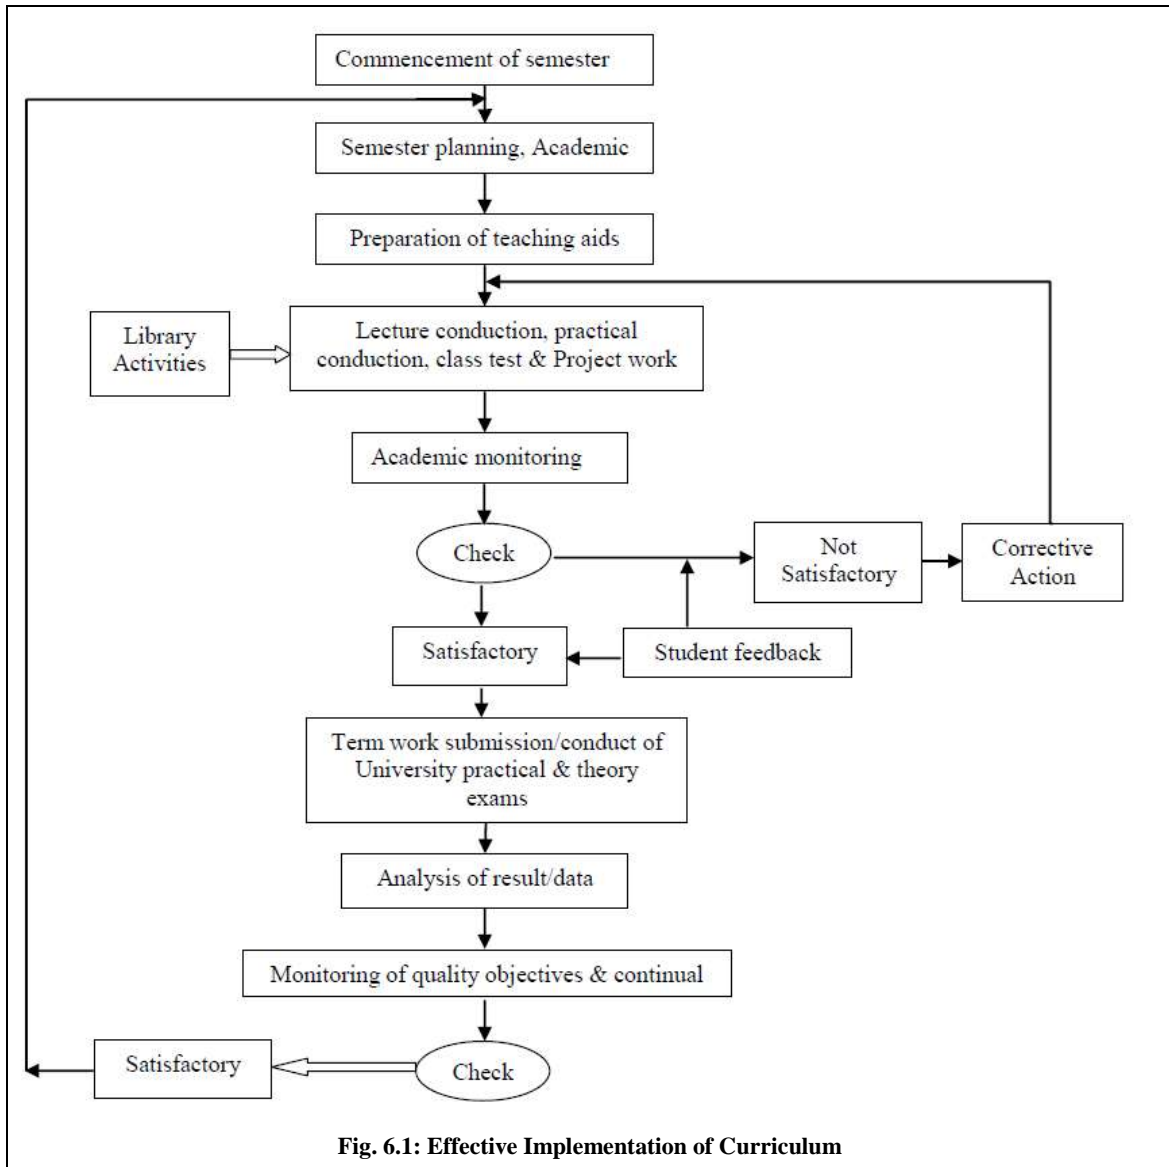 Commencement of semester
Semester planning, Academic
Preparation of teaching aids
Library
Activities
Lecture conduction, practical
conduction, class test & Project work
Academic monitoring
Check
Not
Satisfactory
Corrective
Action
Satisfactory
Student feedback
Term work submission/conduct of
University practical & theory
exams
Analysis of result/data
Monitoring of quality objectives & continual
Satisfactory
Check
Fig. 6.1: Effective Implementation of Curriculum